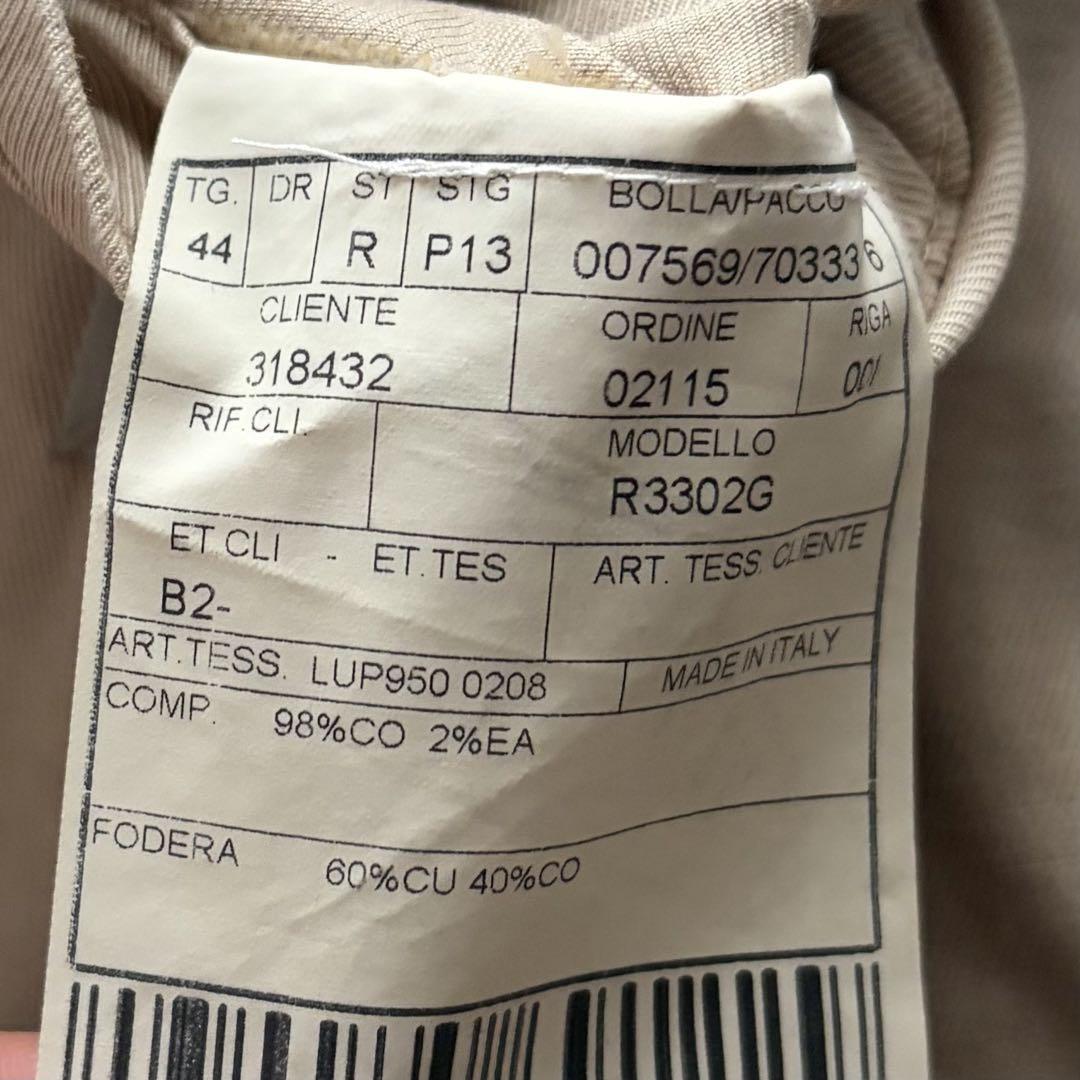 TG. DR ST STG BOLLA/PACCO
44 R P13 007569/703336
CLIENTE ORDINE RIGA
318432 02115 001
RIF.CLI. MODELLO
R3302G
ET.CLI - ET.TES ART. TESS. CLIENTE
B2-
ART.TESS. LUP950 0208 MADE IN ITALY
COMP. 98%CO 2%EA
FODERA 60%CU 40%CO